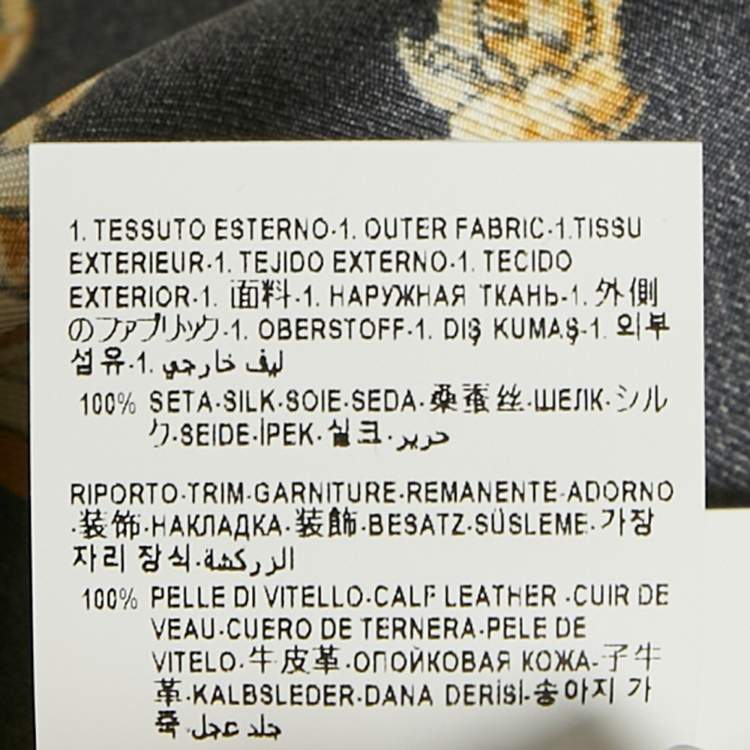 1. TESSUTO ESTERNO-1. OUTER FABRIC-1.TISSU
EXTERIEUR-1. TEJIDO EXTERNO-1. TECIDO
EXTERIOR-1. 面料-1. НАРУЖНАЯ ТКАНЬ-1. 外側
のファブリック-1. OBERSTOFF-1. DIŞ KUMAŞ-1. 외부
섬유-1. ليف خارجي
100% SETA-SILK-SOIE-SEDA-桑蚕丝-ШЕЛК-シル
ク-SEIDE-İPEK-실크-حرير
RIPORTO-TRIM-GARNITURE-REMANENTE-ADORNO
-装饰-НАКЛАДКА-装飾-BESATZ-SÜSLEME-가장
자리 장식-الزركشة
100% PELLE DI VITELLO-CALF LEATHER -CUIR DE
VEAU-CUERO DE TERNERA-PELE DE
VITELO-牛皮革-ОПОЙКОВАЯ КОЖА-子牛
革-KALBSLEDER-DANA DERİSİ-송아지 가
죽-جلد عجل